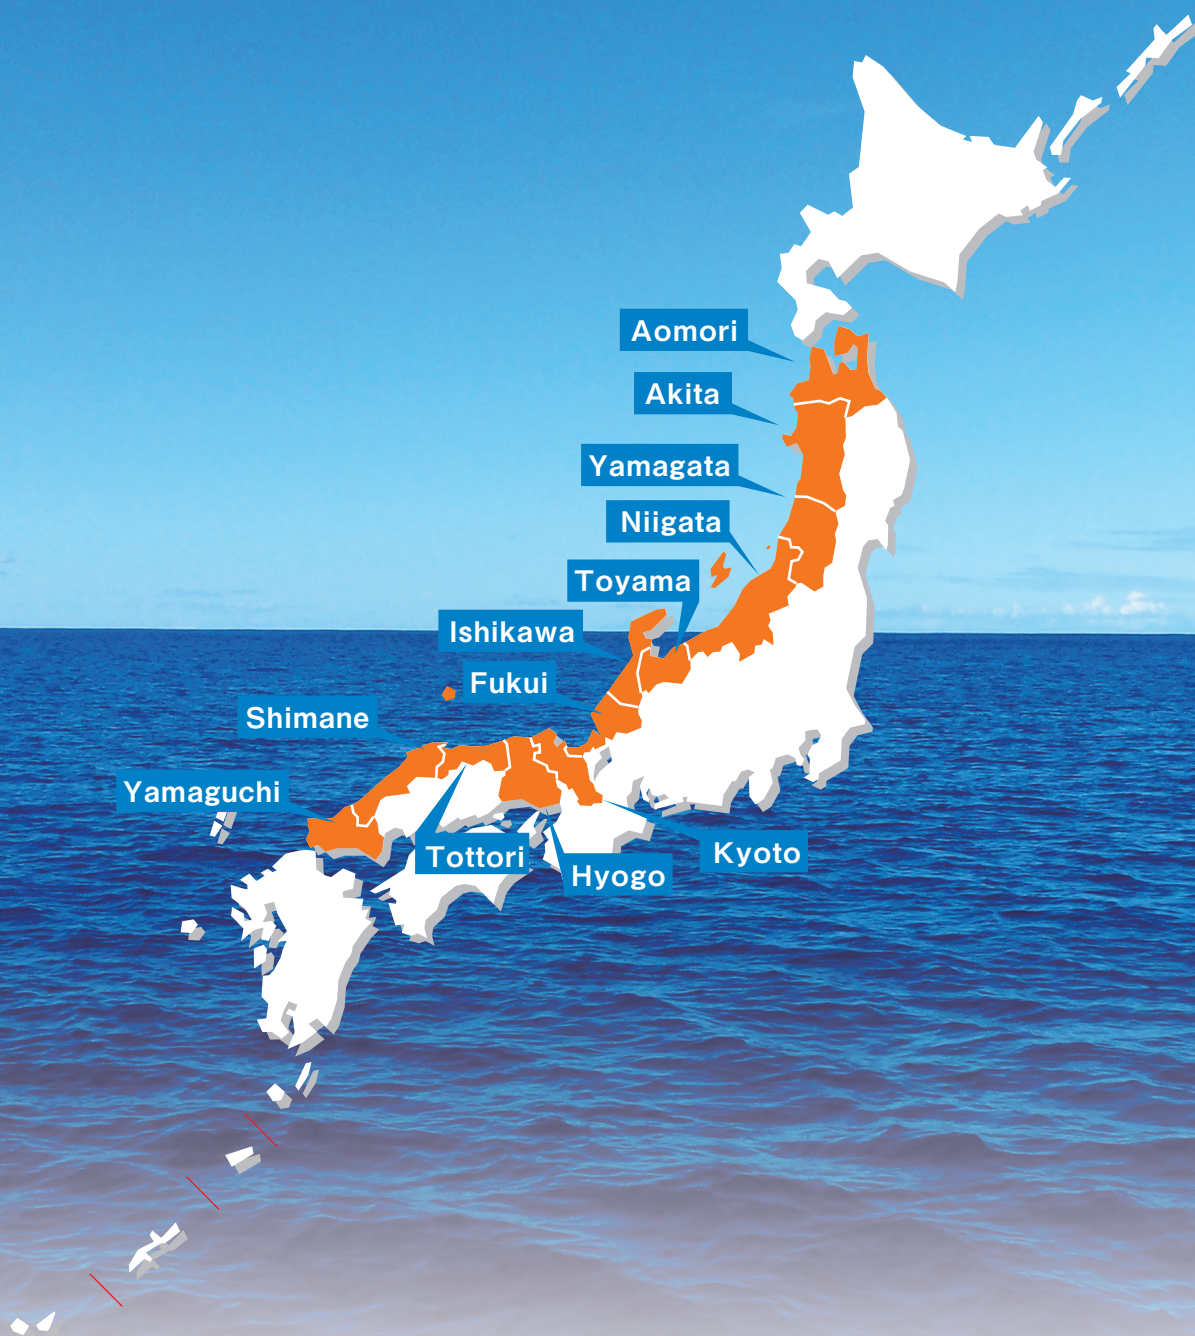 Aomori
Akita
Yamagata
Niigata
Toyama
Ishikawa
Fukui
Shimane
Yamaguchi
Tottori
Hyogo
Kyoto